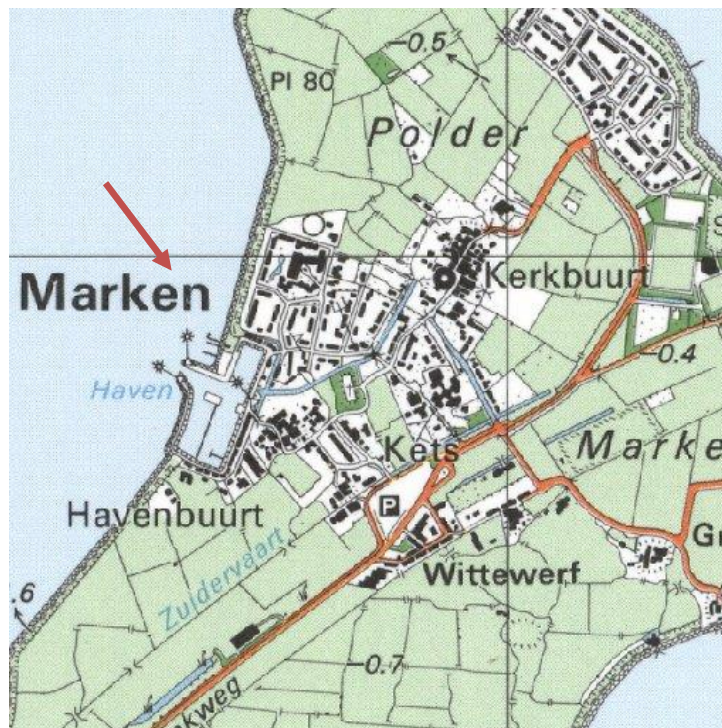 -0.5
Pl 80
Polder
Kerkbuurt
Marken
-0.4
Haven
Kets
Marke
P
Havenbuurt
Zuidervaart
Wittewerf
Gr
.6
-0.7
kweg